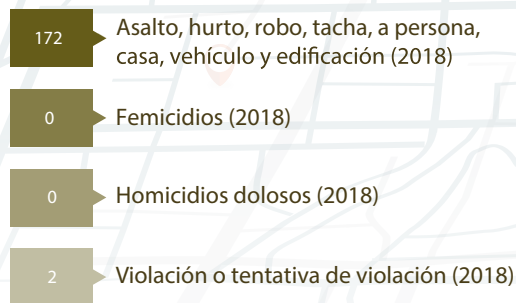 172
Asalto, hurto, robo, tacha, a persona,
casa, vehículo y edificación (2018)
0
Femicidios (2018)
0
Homicidios dolosos (2018)
2
Violación o tentativa de violación (2018)